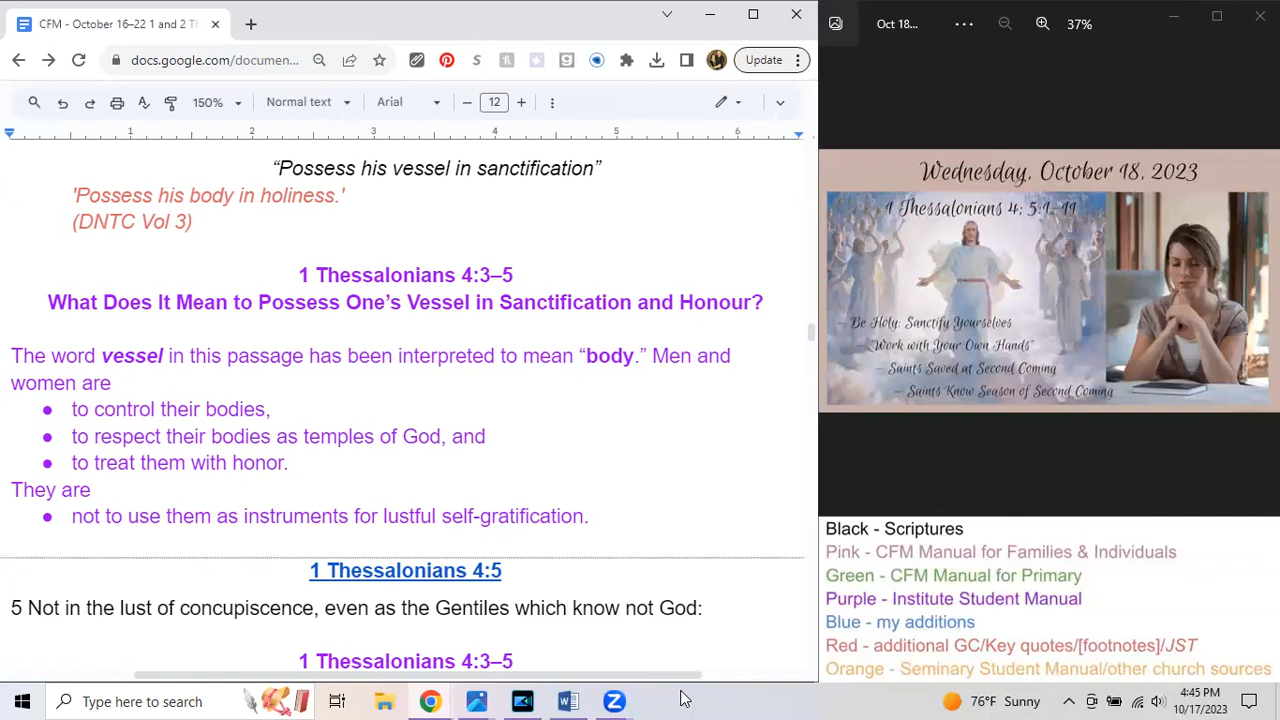 CFM - October 16–22 1 and 2 Th
docs.google.com/documen...
Update
150%
Normal text
Arial
12
1 2 3 4 5 6
“Possess his vessel in sanctification”
'Possess his body in holiness.'
(DNTC Vol 3)
1 Thessalonians 4:3–5
What Does It Mean to Possess One’s Vessel in Sanctification and Honour?
The word vessel in this passage has been interpreted to mean “body.” Men and
women are
● to control their bodies,
● to respect their bodies as temples of God, and
● to treat them with honor.
They are
● not to use them as instruments for lustful self-gratification.
1 Thessalonians 4:5
5 Not in the lust of concupiscence, even as the Gentiles which know not God:
1 Thessalonians 4:3–5
Oct 18...
37%
Wednesday, October 18, 2023
1 Thessalonians 4; 5:1-11
– Be Holy: Sanctify Yourselves
– "Work with Your Own Hands"
– Saints Saved at Second Coming
– Saints Know Season of Second Coming
Black - Scriptures
Pink - CFM Manual for Families & Individuals
Green - CFM Manual for Primary
Purple - Institute Student Manual
Blue - my additions
Red - additional GC/Key quotes/[footnotes]/JST
Orange - Seminary Student Manual/other church sources
Type here to search
76°F Sunny
4:45 PM
10/17/2023